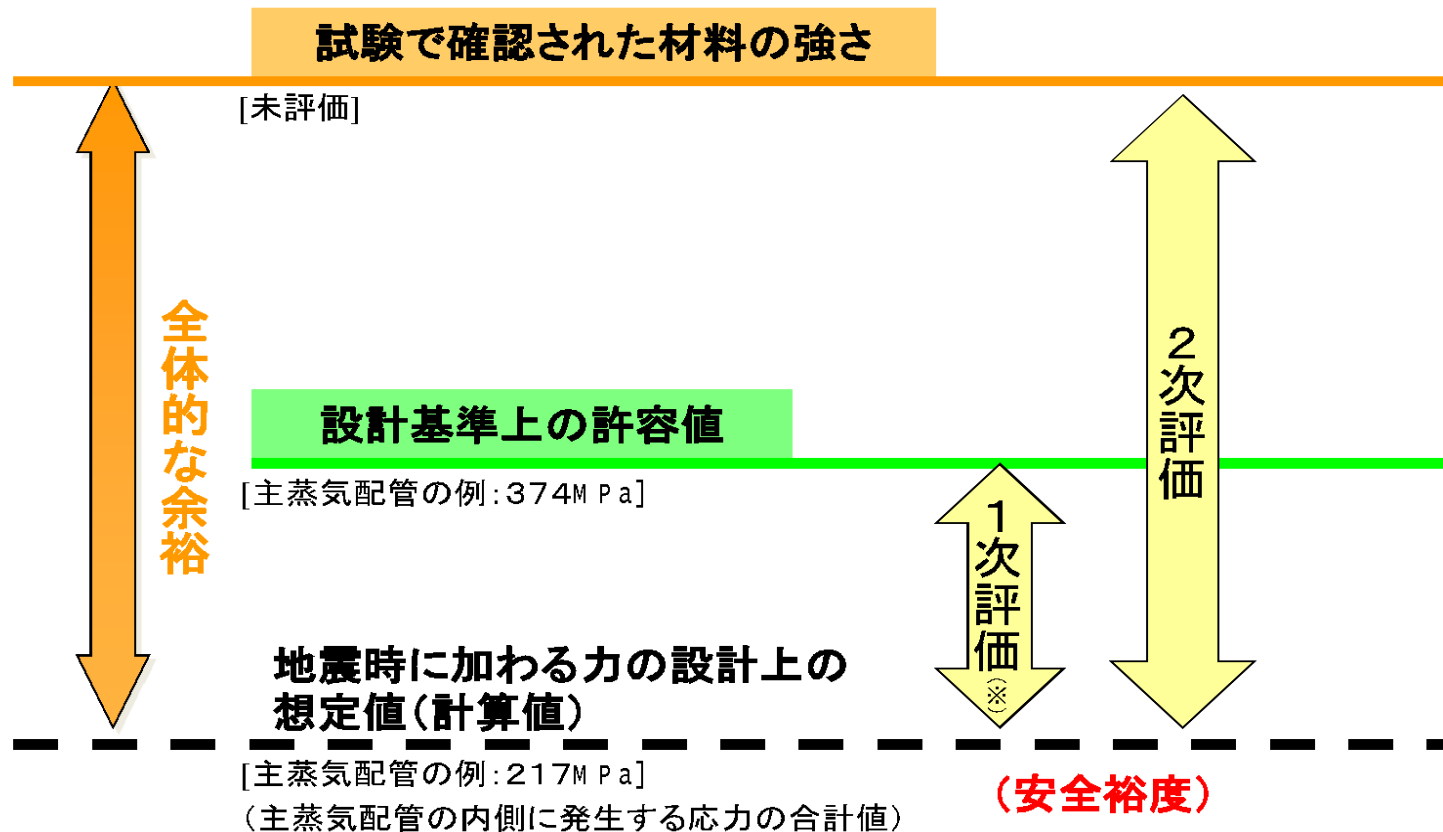 試験で確認された材料の強さ
[未評価]
全体的な余裕
2次評価
設計基準上の許容値
[主蒸気配管の例:374MPa]
1次評価(※)
地震時に加わる力の設計上の
想定値(計算値)
[主蒸気配管の例:217MPa]
(主蒸気配管の内側に発生する応力の合計値)
(安全裕度)